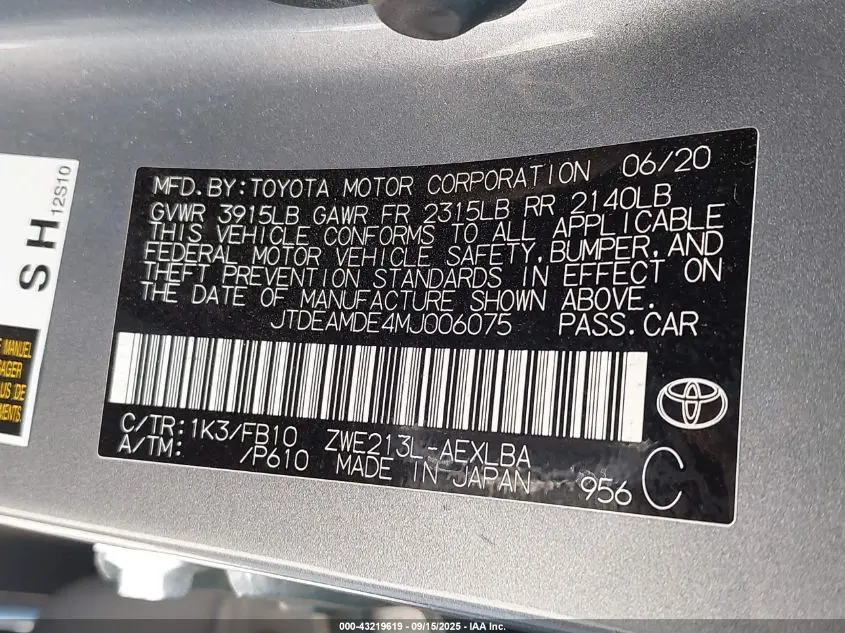 MFD. BY: TOYOTA MOTOR CORPORATION 06/20
GVWR 3915LB GAWR FR 2315LB RR 2140LB
THIS VEHICLE CONFORMS TO ALL APPLICABLE
FEDERAL MOTOR VEHICLE SAFETY, BUMPER, AND
THEFT PREVENTION STANDARDS IN EFFECT ON
THE DATE OF MANUFACTURE SHOWN ABOVE.
JTDEAMDE4MJ006075 PASS. CAR
C/TR: 1K3/FB10 ZWE213L-AEXLBA
A/TM: /P610 MADE IN JAPAN 956 C
SH
12S10
MANUEL
DE
000-43219619 - 09/15/2025 - IAA Inc.